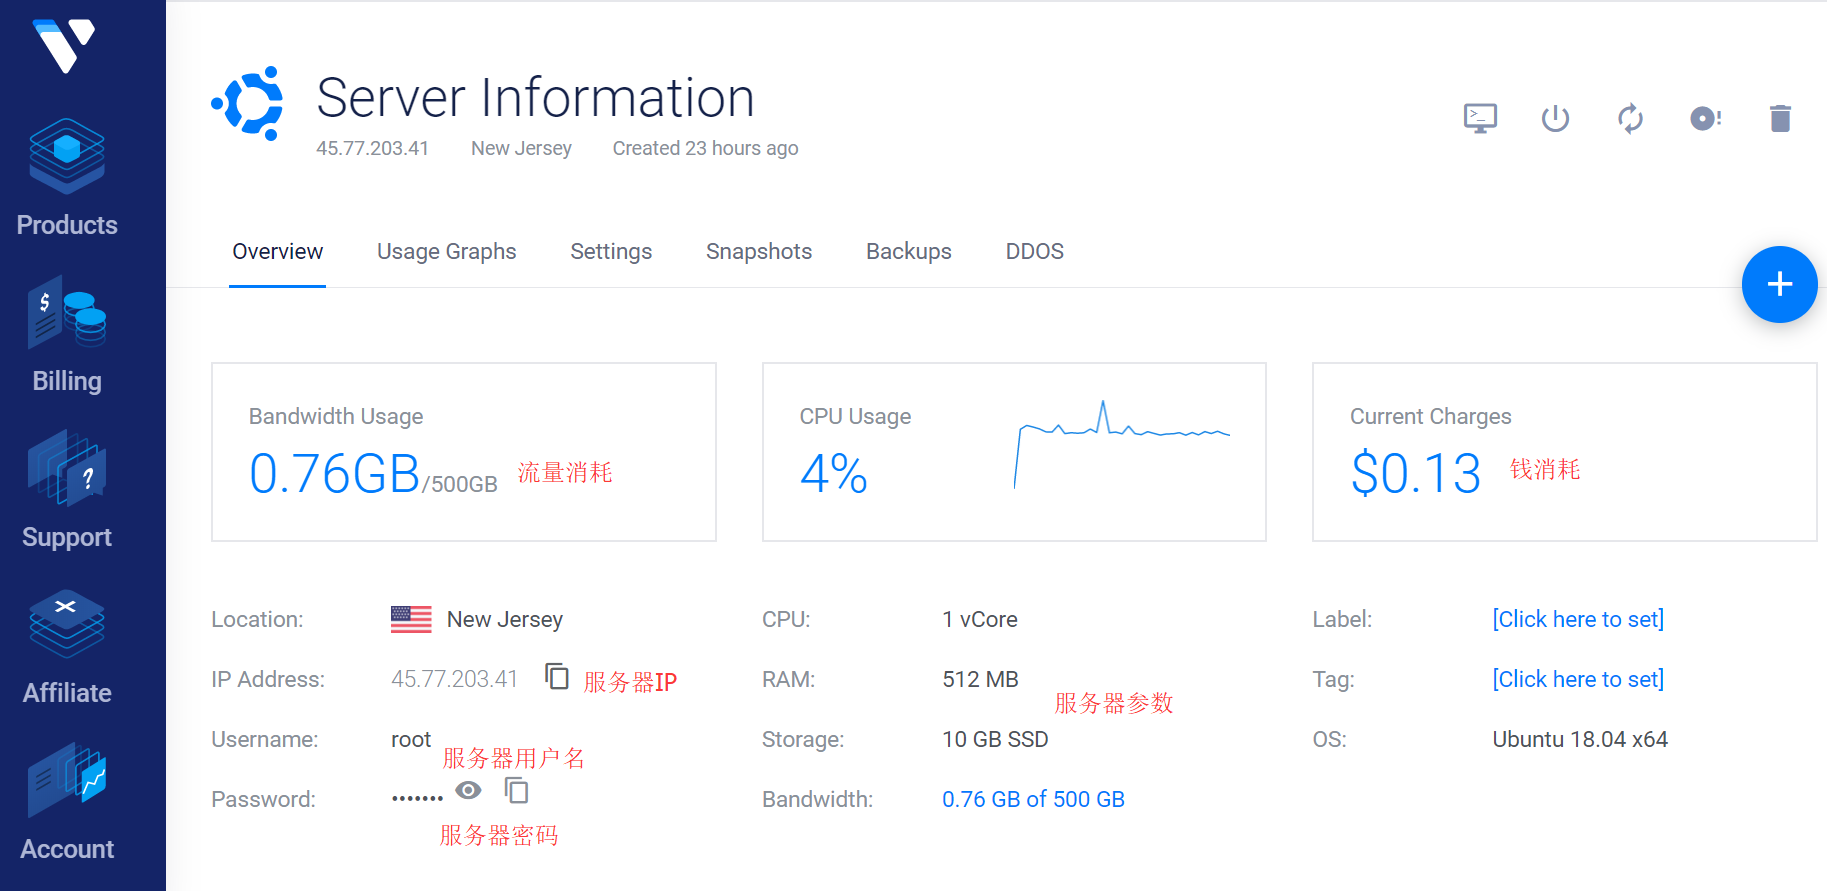 Server Information
45.77.203.41 New Jersey Created 23 hours ago
Products
Billing
Support
Affiliate
Account
Overview Usage Graphs Settings Snapshots Backups DDOS
Bandwidth Usage
0.76GB/500GB 流量消耗
CPU Usage
4%
Current Charges
$0.13 钱消耗
Location: New Jersey
IP Address: 45.77.203.41 服务器IP
Username: root
服务器用户名
Password: •••••••
服务器密码
CPU: 1 vCore
RAM: 512 MB
服务器参数
Storage: 10 GB SSD
Bandwidth: 0.76 GB of 500 GB
Label: [Click here to set]
Tag: [Click here to set]
OS: Ubuntu 18.04 x64